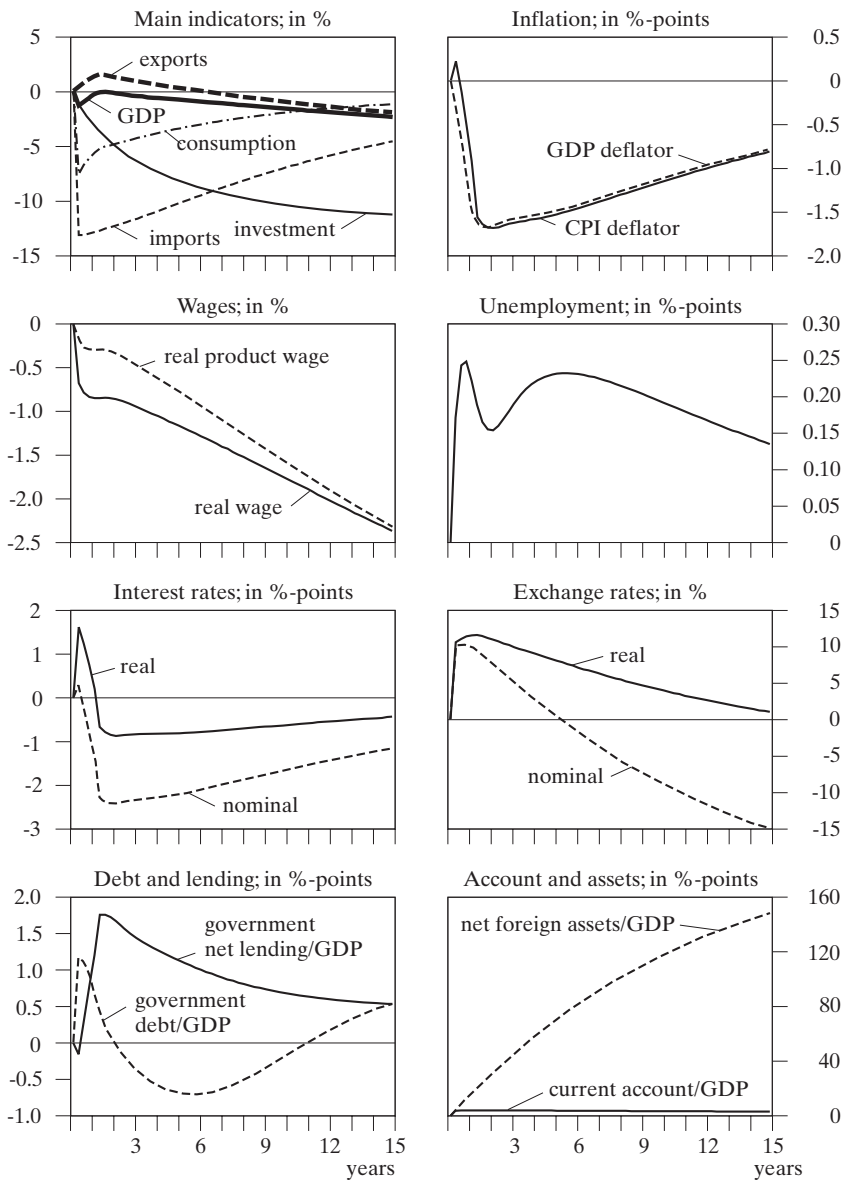 Main indicators; in %
5
0
-5
-10
-15
exports
GDP
consumption
imports
investment
Inflation; in %-points
0.5
0
-0.5
-1.0
-1.5
-2.0
GDP deflator
CPI deflator
Wages; in %
0
-0.5
-1.0
-1.5
-2.0
-2.5
real product wage
real wage
Unemployment; in %-points
0.30
0.25
0.20
0.15
0.10
0.05
0
Interest rates; in %-points
2
1
0
-1
-2
-3
real
nominal
Exchange rates; in %
15
10
5
0
-5
-10
-15
real
nominal
Debt and lending; in %-points
2.0
1.5
1.0
0.5
0
-0.5
-1.0
government
net lending/GDP
government
debt/GDP
3 6 9 12 15
years
Account and assets; in %-points
160
120
80
40
0
net foreign assets/GDP
current account/GDP
3 6 9 12 15
years